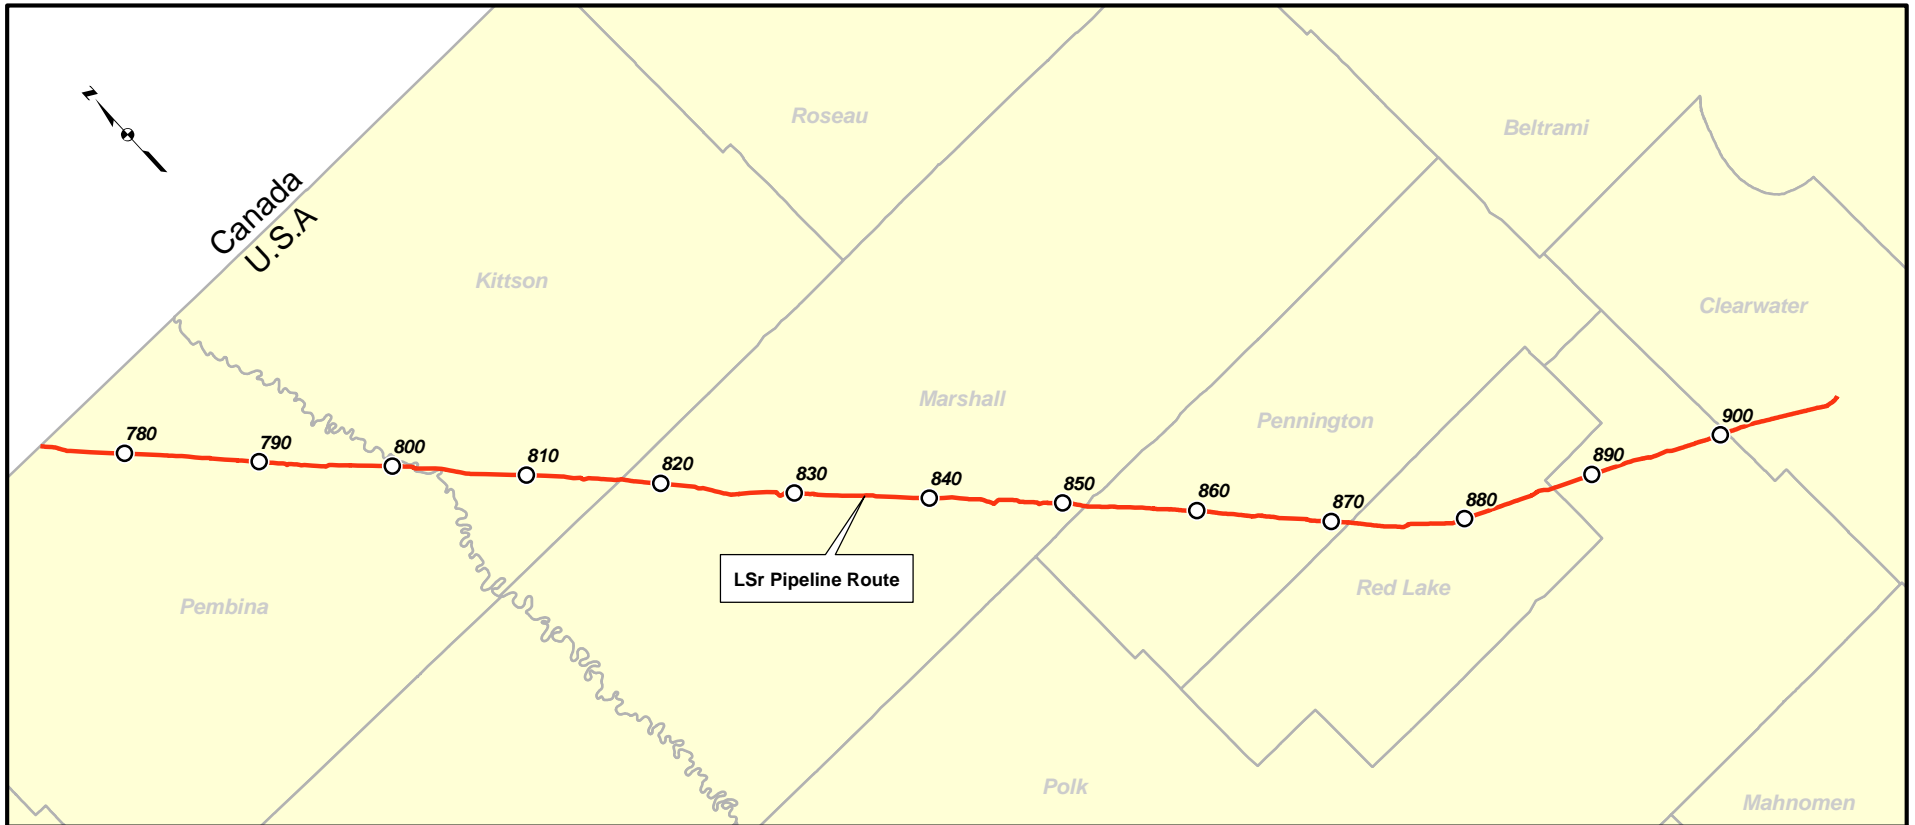 Roseau
Beltrami
N
Canada
U.S.A
Kittson
Clearwater
Marshall
Pennington
780
790
800
810
820
830
840
850
860
870
880
890
900
LSr Pipeline Route
Pembina
Red Lake
Polk
Mahnomen